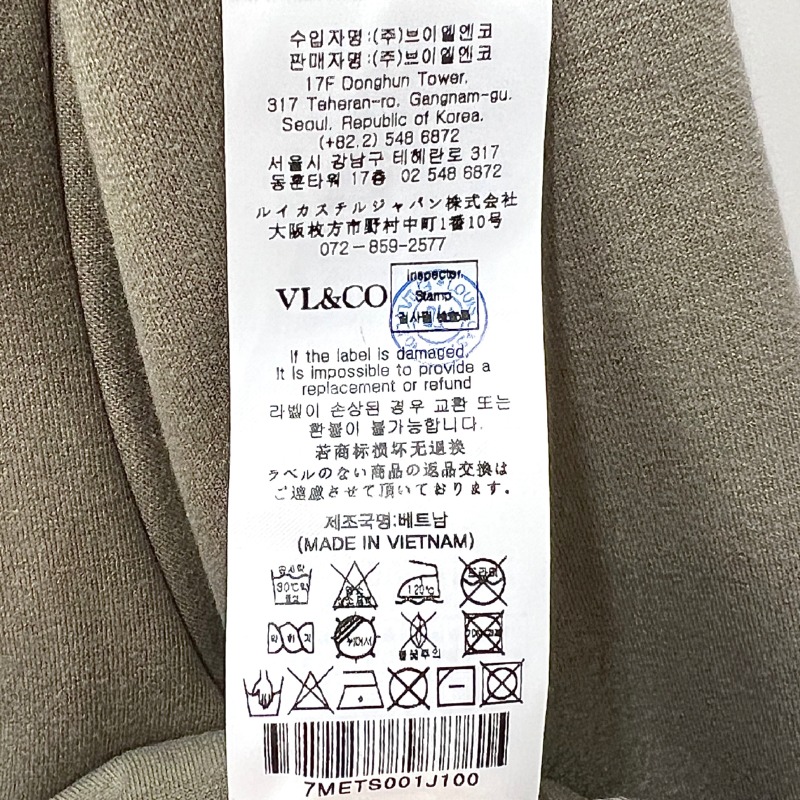 수입자명:(주)브이엘엔코
판매자명:(주)브이엘엔코
17F Donghun Tower,
317 Teheran-ro, Gangnam-gu,
Seoul, Republic of Korea.
(+82.2) 548 6872
서울시 강남구 테헤란로 317
동훈타워 17층 02 548 6872
ルイカステルジャパン株式会社
大阪枚方市野村中町1番10号
072-859-2577
VL&CO
Inspector,
Stamp
If the label is damaged,
It is impossible to provide a
replacement or refund
라벨이 손상된 경우 교환 또는
환불이 불가능합니다.
若商标损坏无退换
ラベルのない商品の返品交換は
ご遠慮させて頂いております。
제조국명:베트남
(MADE IN VIETNAM)
120℃
7METS001J100